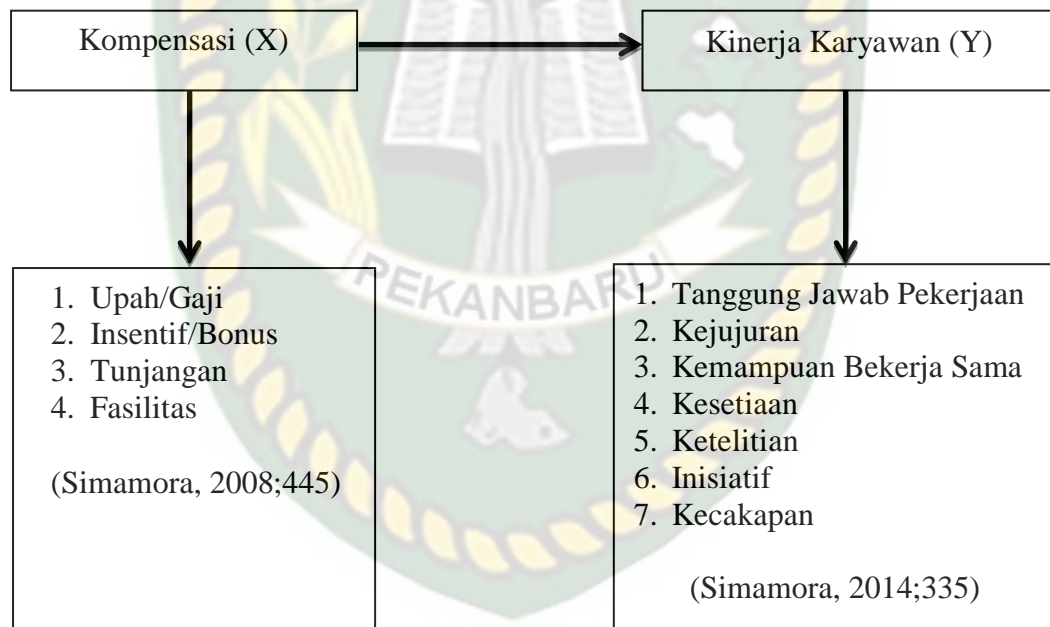 Kompensasi (X)
Kinerja Karyawan (Y)
PEKANBARU
1. Upah/Gaji
2. Insentif/Bonus
3. Tunjangan
4. Fasilitas
(Simamora, 2008;445)
1. Tanggung Jawab Pekerjaan
2. Kejujuran
3. Kemampuan Bekerja Sama
4. Kesetiaan
5. Ketelitian
6. Inisiatif
7. Kecakapan
(Simamora, 2014;335)